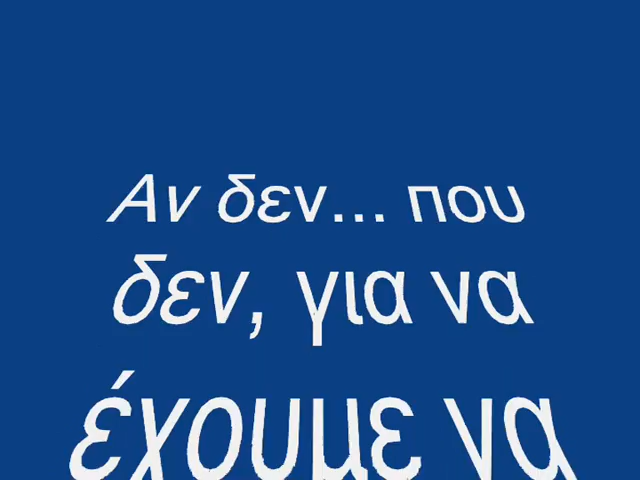 Αν δεν... που
δεν, για να
έχουμε να